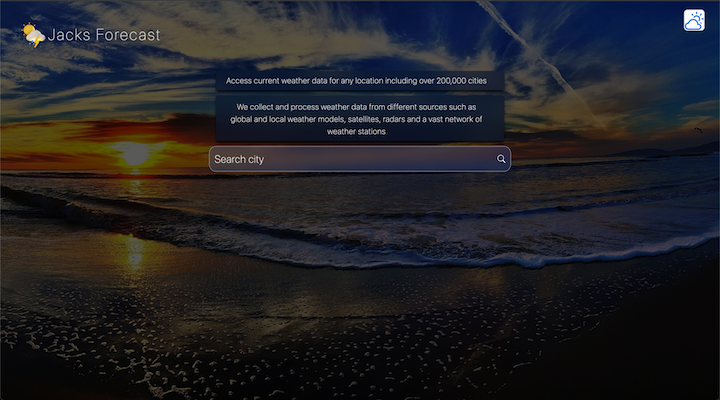 Jacks Forecast
Access current weather data for any location including over 200,000 cities
We collect and process weather data from different sources such as
global and local weather models, satellites, radars and a vast network of
weather stations
Search city